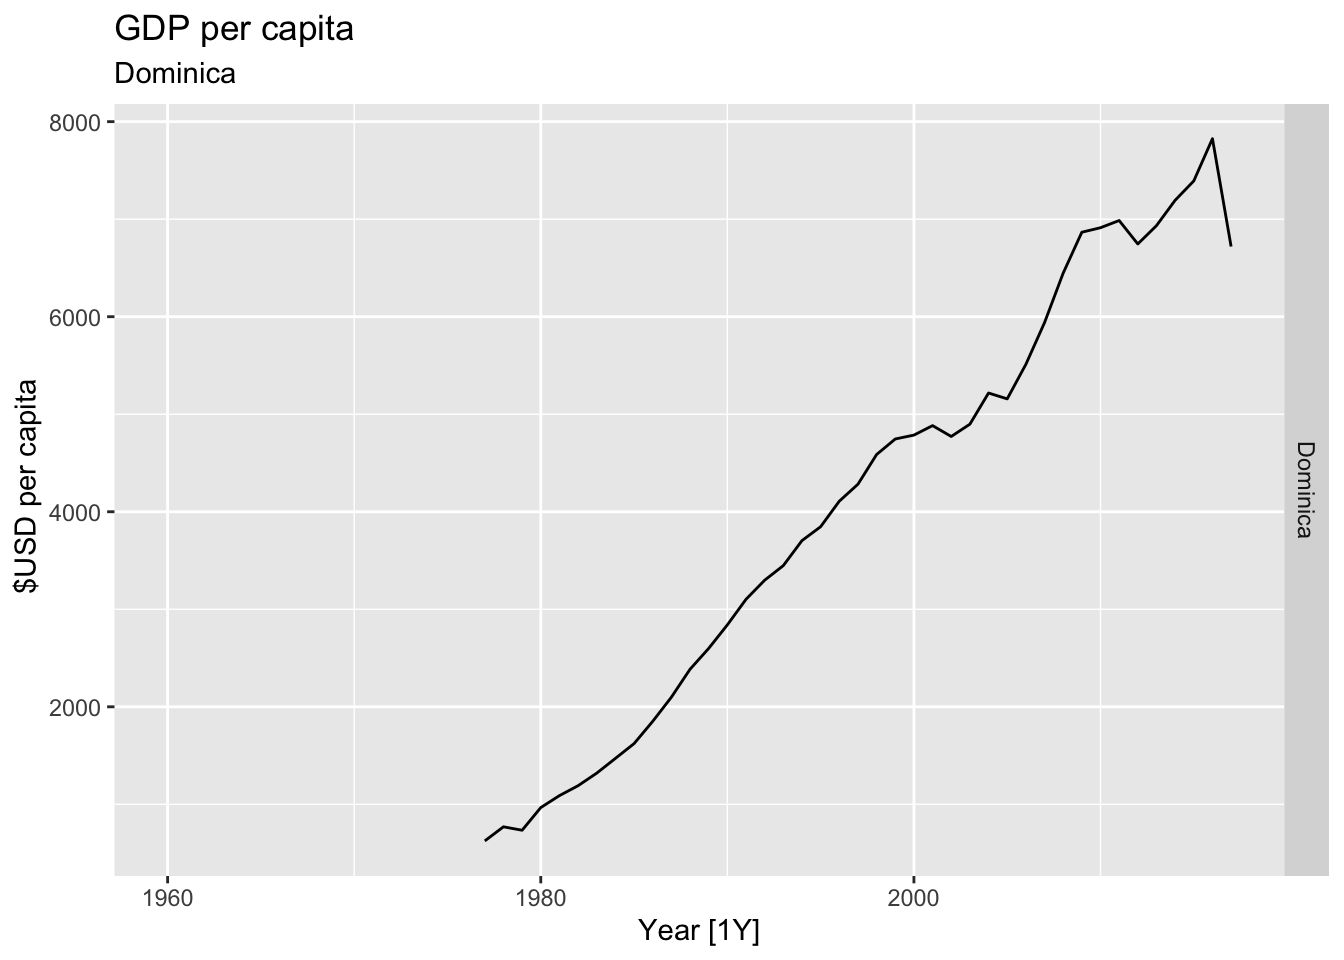 GDP per capita
Dominica
8000
6000
4000
2000
$USD per capita
Dominica
1960
1980
2000
Year [1Y]